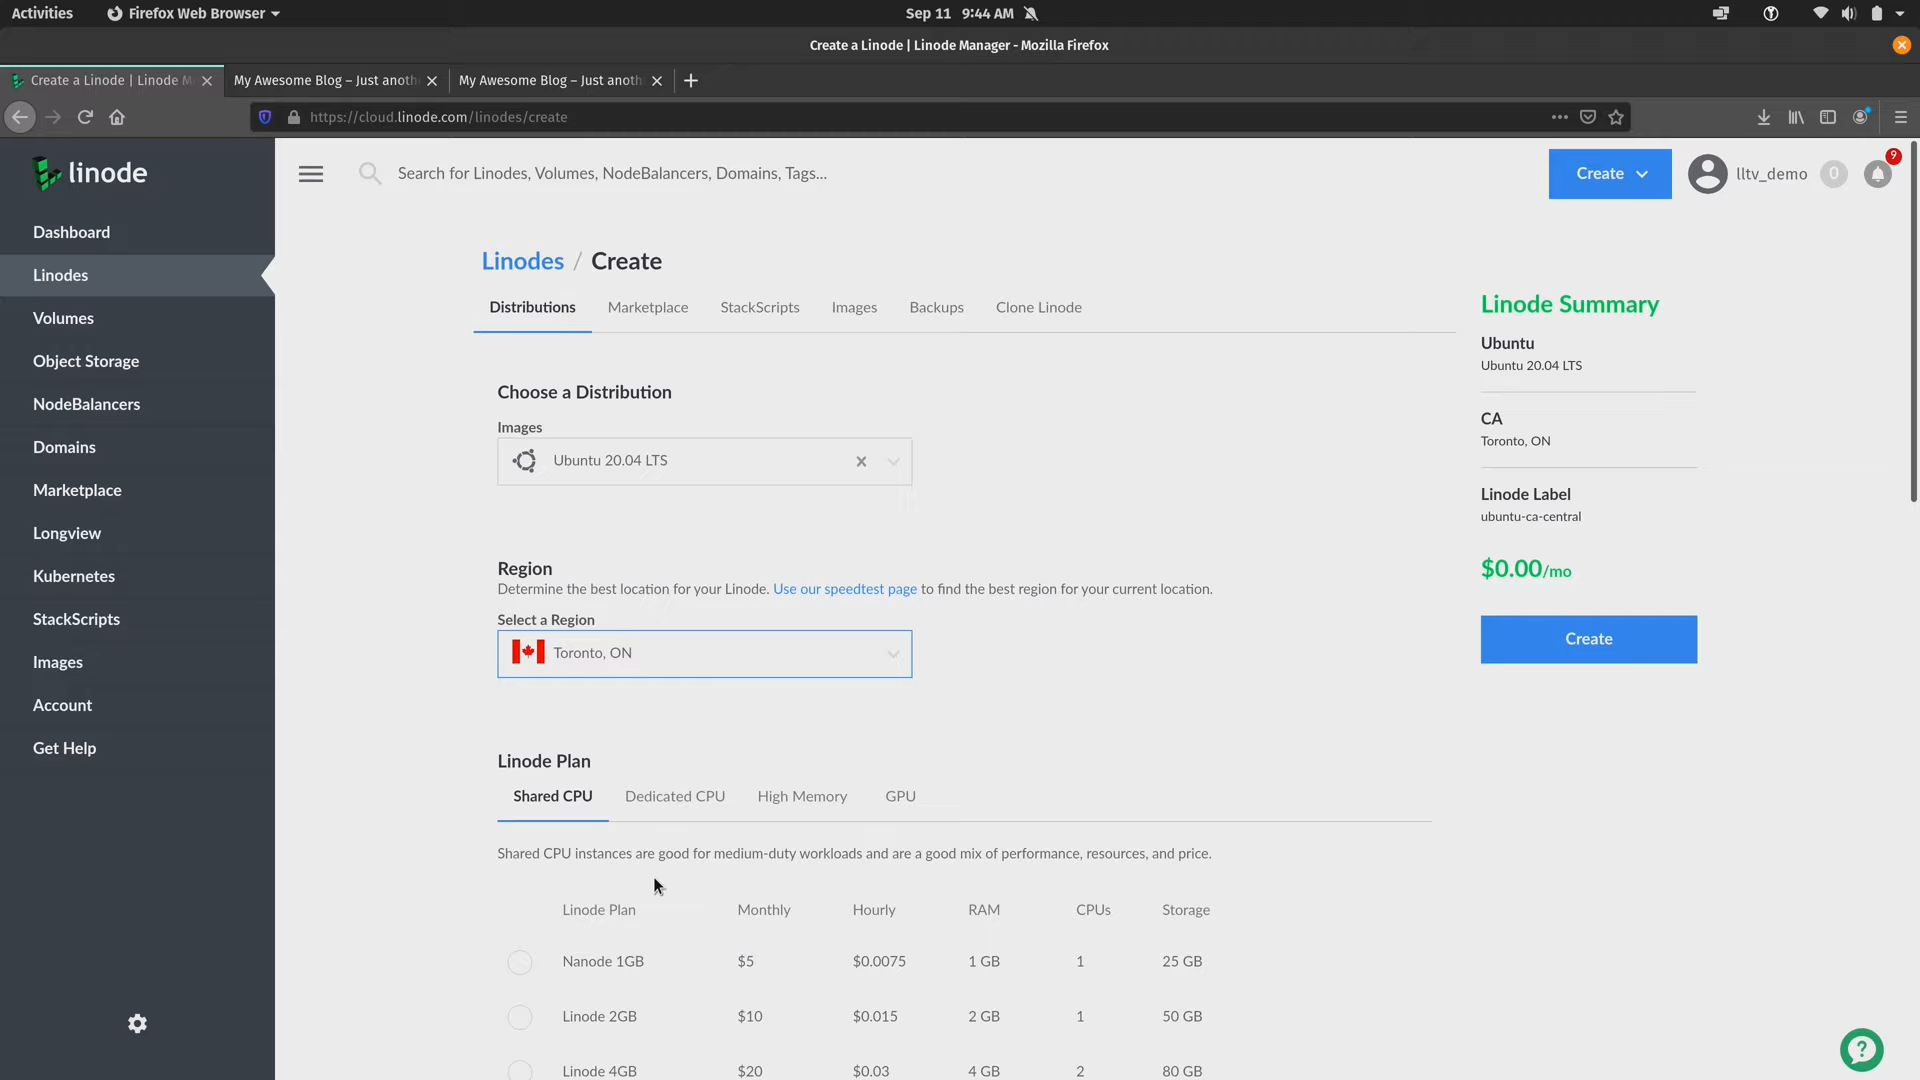 Activities
Firefox Web Browser
Sep 11 9:44 AM
Create a Linode | Linode Manager - Mozilla Firefox
Create a Linode | Linode M
My Awesome Blog – Just anoth
My Awesome Blog – Just anoth
https://cloud.linode.com/linodes/create
linode
Search for Linodes, Volumes, NodeBalancers, Domains, Tags...
Create
lltv_demo
0
9
Dashboard
Linodes
Volumes
Object Storage
NodeBalancers
Domains
Marketplace
Longview
Kubernetes
StackScripts
Images
Account
Get Help
Linodes / Create
Distributions
Marketplace
StackScripts
Images
Backups
Clone Linode
Choose a Distribution
Images
Ubuntu 20.04 LTS
Region
Determine the best location for your Linode. Use our speedtest page to find the best region for your current location.
Select a Region
Toronto, ON
Linode Plan
Shared CPU
Dedicated CPU
High Memory
GPU
Shared CPU instances are good for medium-duty workloads and are a good mix of performance, resources, and price.
Linode Plan Monthly Hourly RAM CPUs Storage
Nanode 1GB $5 $0.0075 1 GB 1 25 GB
Linode 2GB $10 $0.015 2 GB 1 50 GB
Linode 4GB $20 $0.03 4 GB 2 80 GB
Linode Summary
Ubuntu
Ubuntu 20.04 LTS
CA
Toronto, ON
Linode Label
ubuntu-ca-central
$0.00/mo
Create